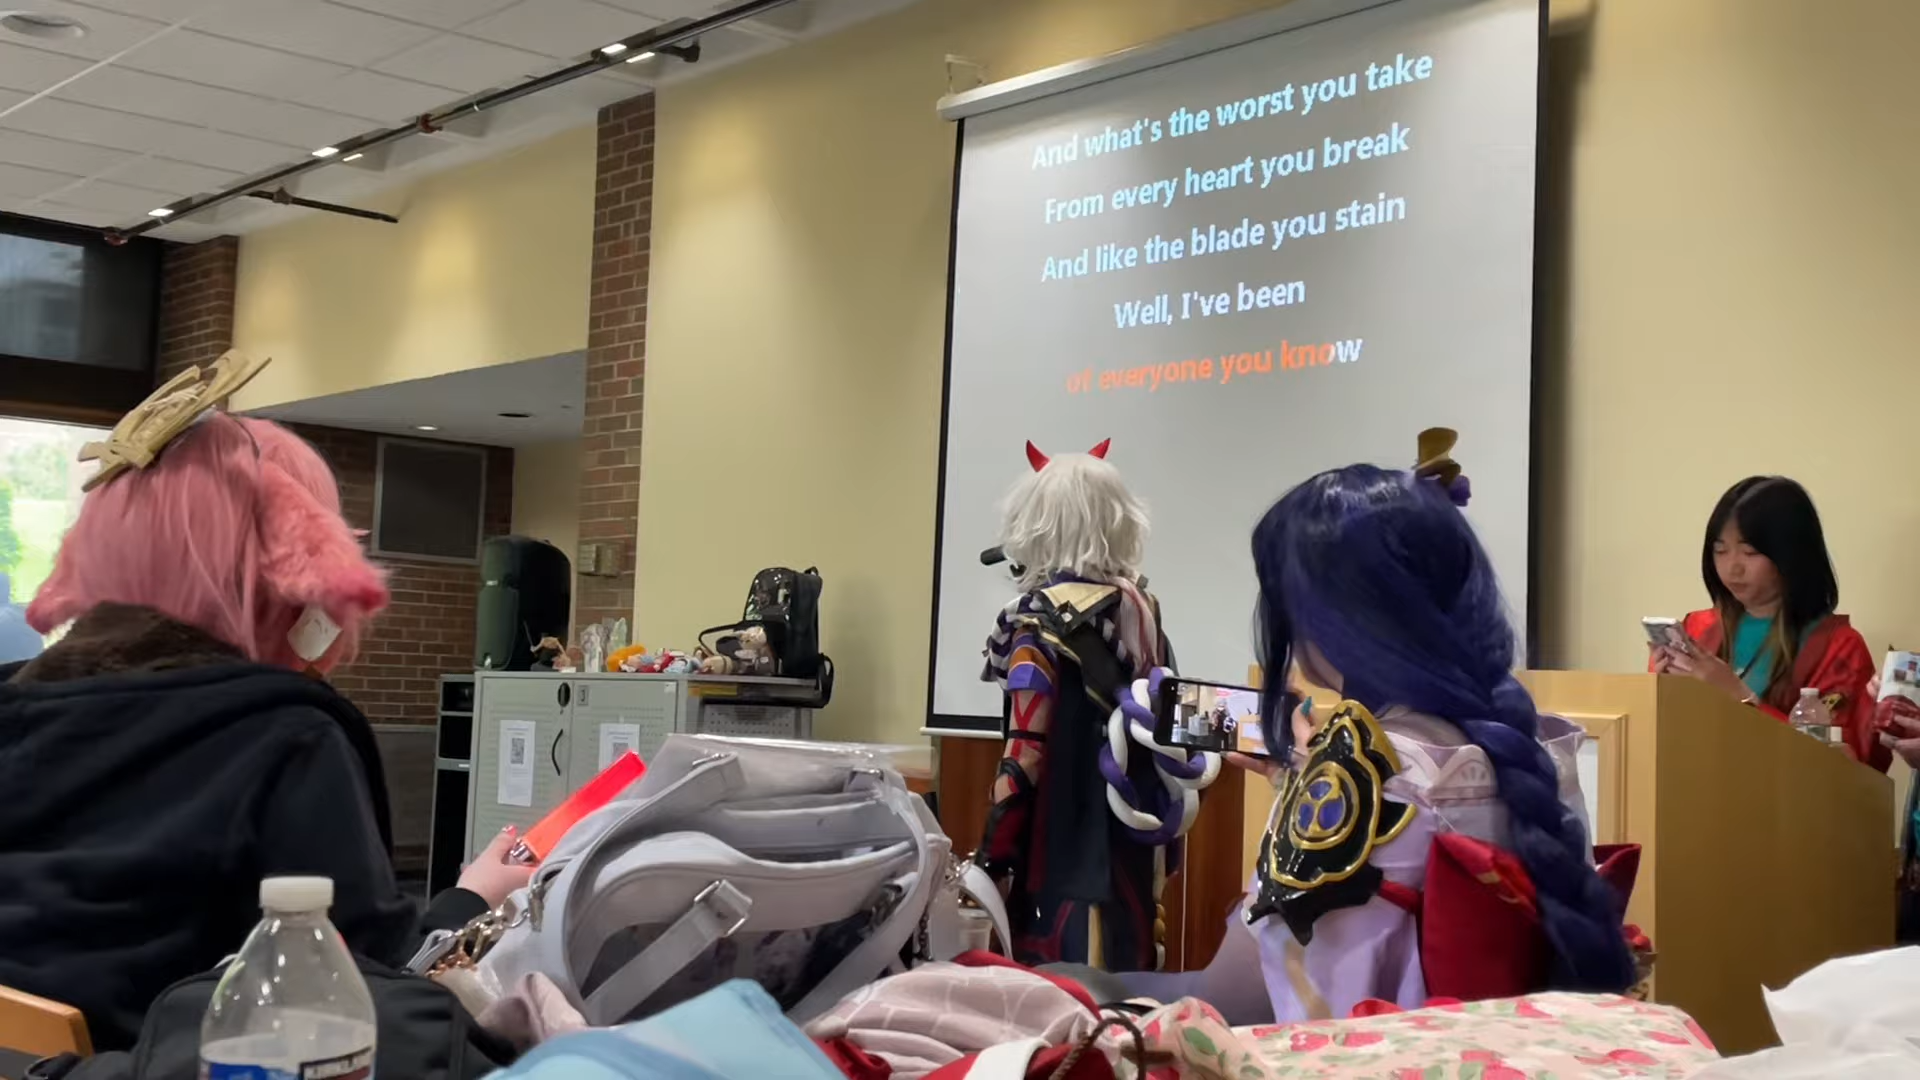 And what's the worst you take
From every heart you break
And like the blade you stain
Well, I've been
of everyone you know